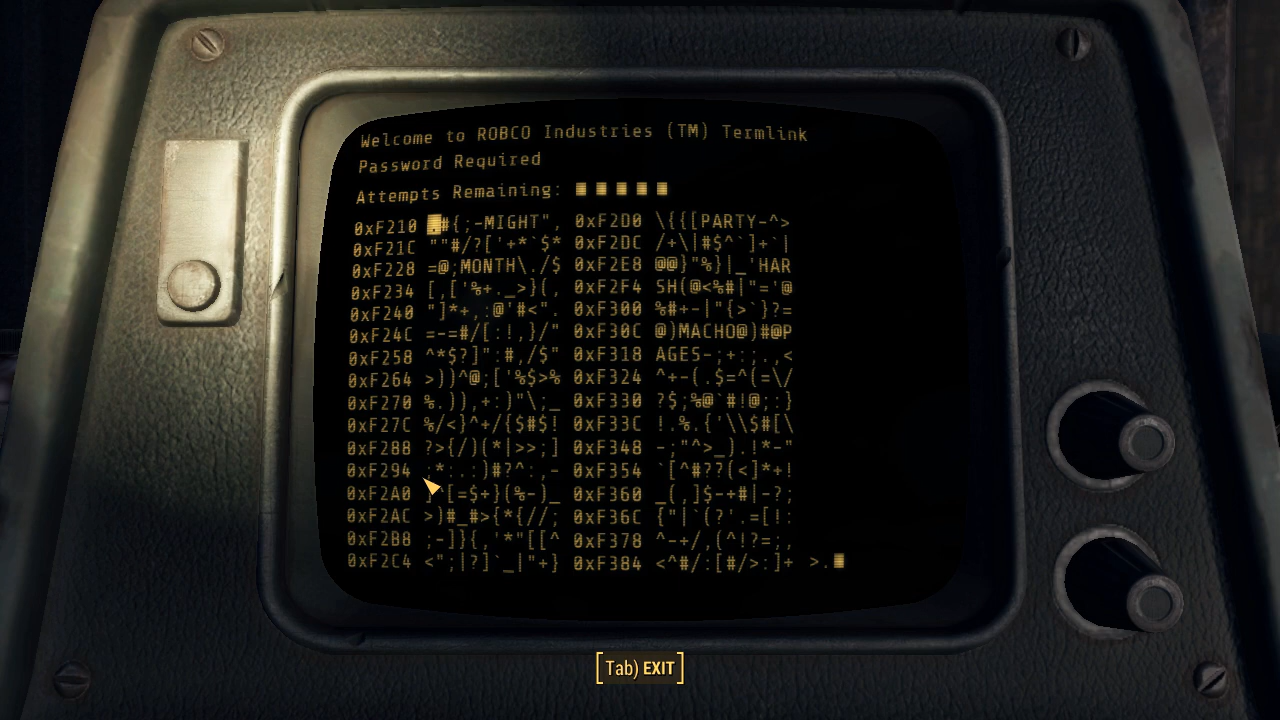 Welcome to ROBCO Industries (TM) Termlink
Password Required
Attempts Remaining: ■ ■ ■ ■ ■
0xF210 .#{;-MIGHT", 0xF2D0 \{{[PARTY-^>
0xF21C ""#/?['+*`$* 0xF2DC /+\|#$^`]+`|
0xF228 =@;MONTH\./$ 0xF2E8 @@}"%}|_'HAR
0xF234 [,['%+._>}(, 0xF2F4 SH(@<%#|"='@
0xF240 "]*+,:@'#<". 0xF300 %#+-|"{>`}?=
0xF24C =-=#/[:!,}/" 0xF30C @)MACHO@)#@P
0xF258 ^*$?]":#,/$" 0xF318 AGES-;+:;.,<
0xF264 >))^@;['%$>% 0xF324 ^+-(.$=^(=\/
0xF270 %.)),+:)"\;_ 0xF330 ?$;%@`#!@;:}
0xF27C %/<}^+/{$#$! 0xF33C !.%.{'\\$#[\
0xF288 ?>{/)(*|>>;] 0xF348 -;"^>_).!*-"
0xF294 ;*:.:)#?^:,- 0xF354 `[^#??(<]*+!
0xF2A0 ]^[=$+}(%-)_ 0xF360 _(,]$-+#|-?;
0xF2AC >)#_#>{*{//; 0xF36C {"|`(?'.=[!:
0xF2B8 ;-]}{,'*"[[^ 0xF378 ^-+/,(^!?=;,
0xF2C4 <";|?]`_|"+} 0xF384 <^#/:[#/>:]+ >.■
[Tab) EXIT]